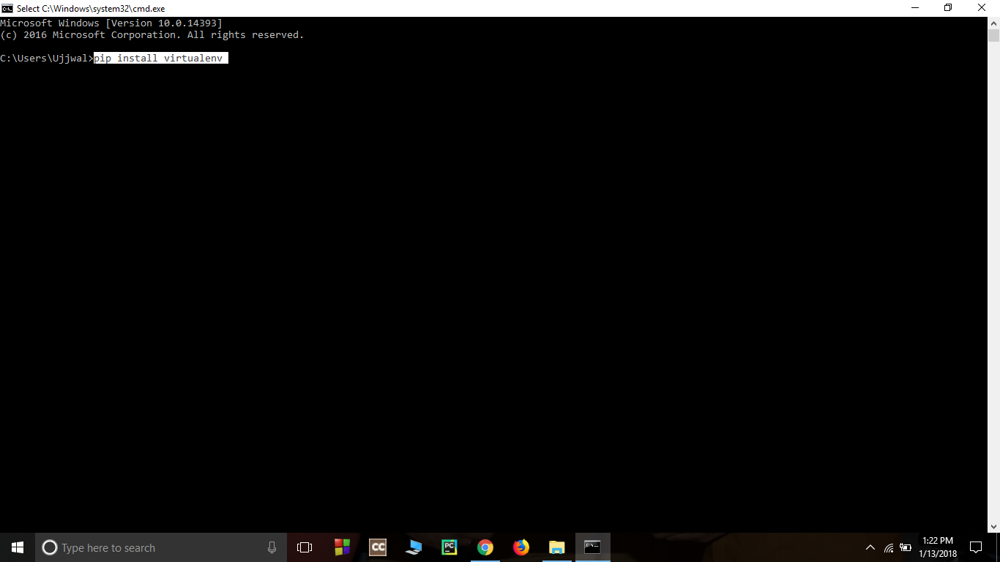 Select C:\Windows\system32\cmd.exe
Microsoft Windows [Version 10.0.14393]
(c) 2016 Microsoft Corporation. All rights reserved.
C:\Users\Ujjwal>pip install virtualenv
Type here to search
CC
PC
1:22 PM
1/13/2018